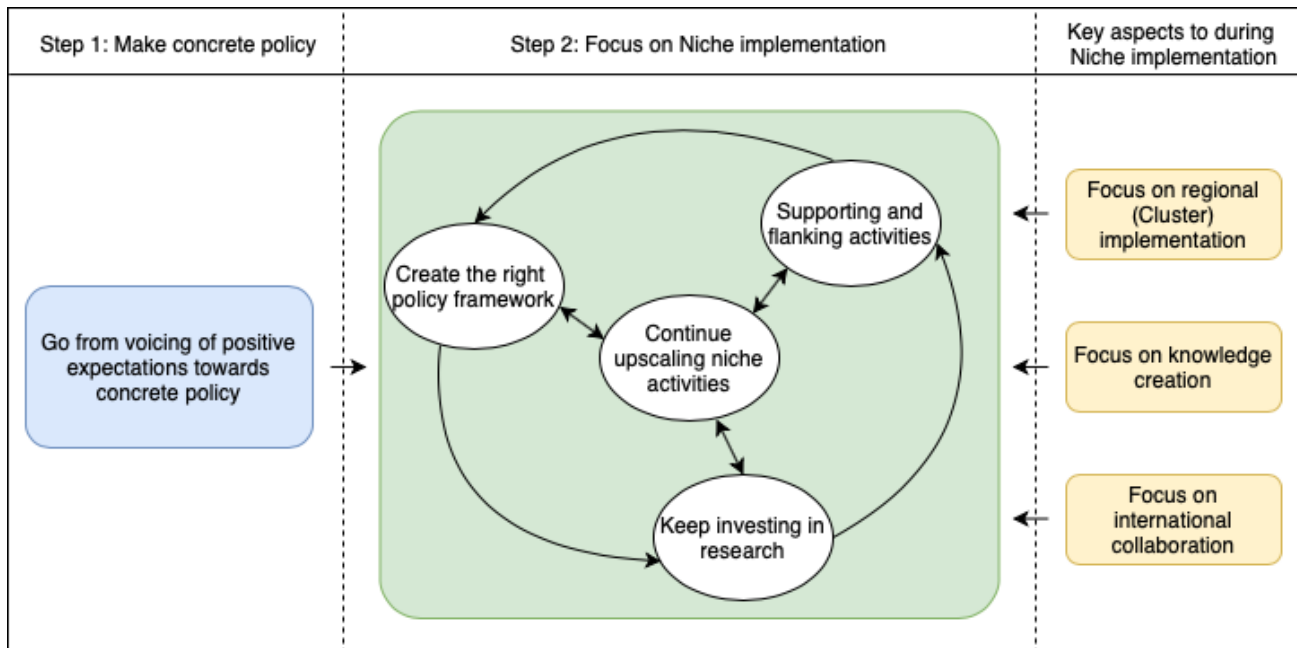 Step 1: Make concrete policy
Step 2: Focus on Niche implementation
Key aspects to during
Niche implementation
Go from voicing of positive
expectations towards
concrete policy
Supporting and
flanking activities
Create the right
policy framework
Continue
upscaling niche
activities
Keep investing in
research
Focus on regional
(Cluster)
implementation
Focus on knowledge
creation
Focus on
international
collaboration